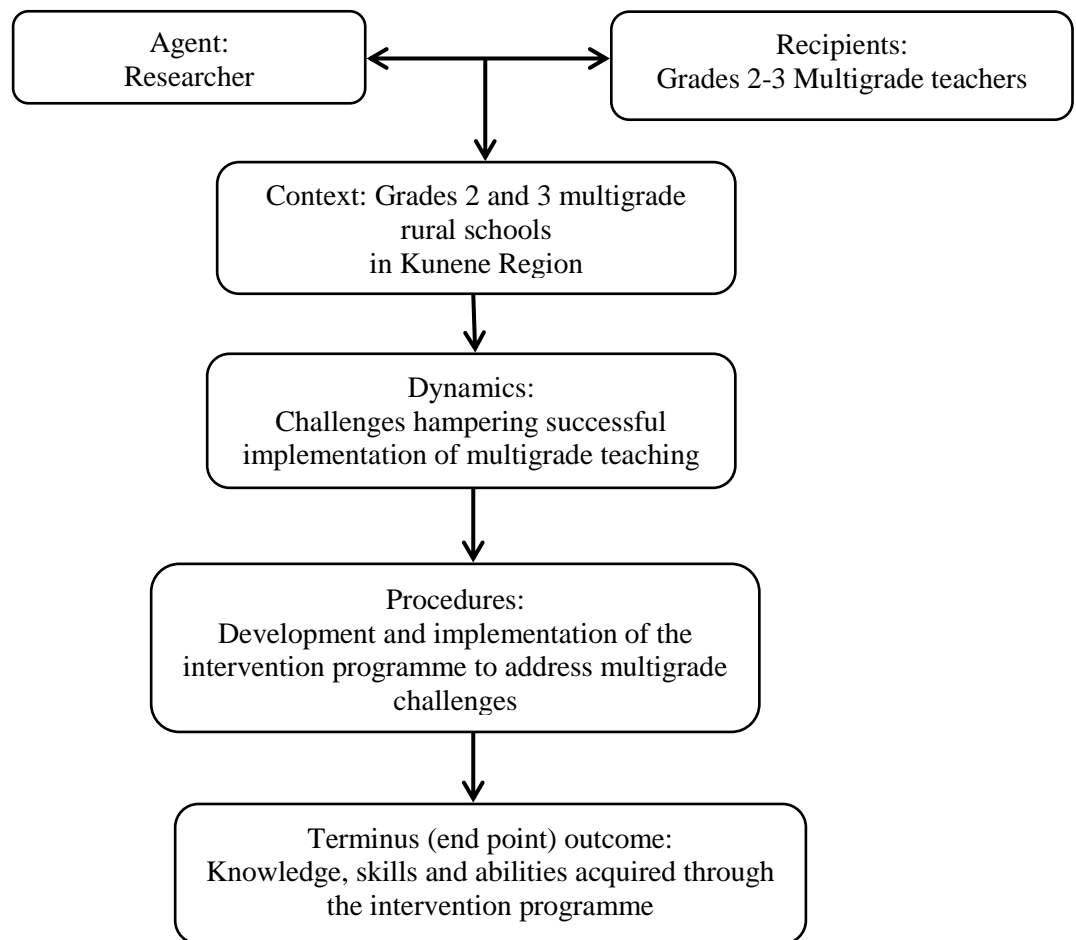 Agent:
Researcher
Recipients:
Grades 2-3 Multigrade teachers
Context: Grades 2 and 3 multigrade
rural schools
in Kunene Region
Dynamics:
Challenges hampering successful
implementation of multigrade teaching
Procedures:
Development and implementation of the
intervention programme to address multigrade
challenges
Terminus (end point) outcome:
Knowledge, skills and abilities acquired through
the intervention programme